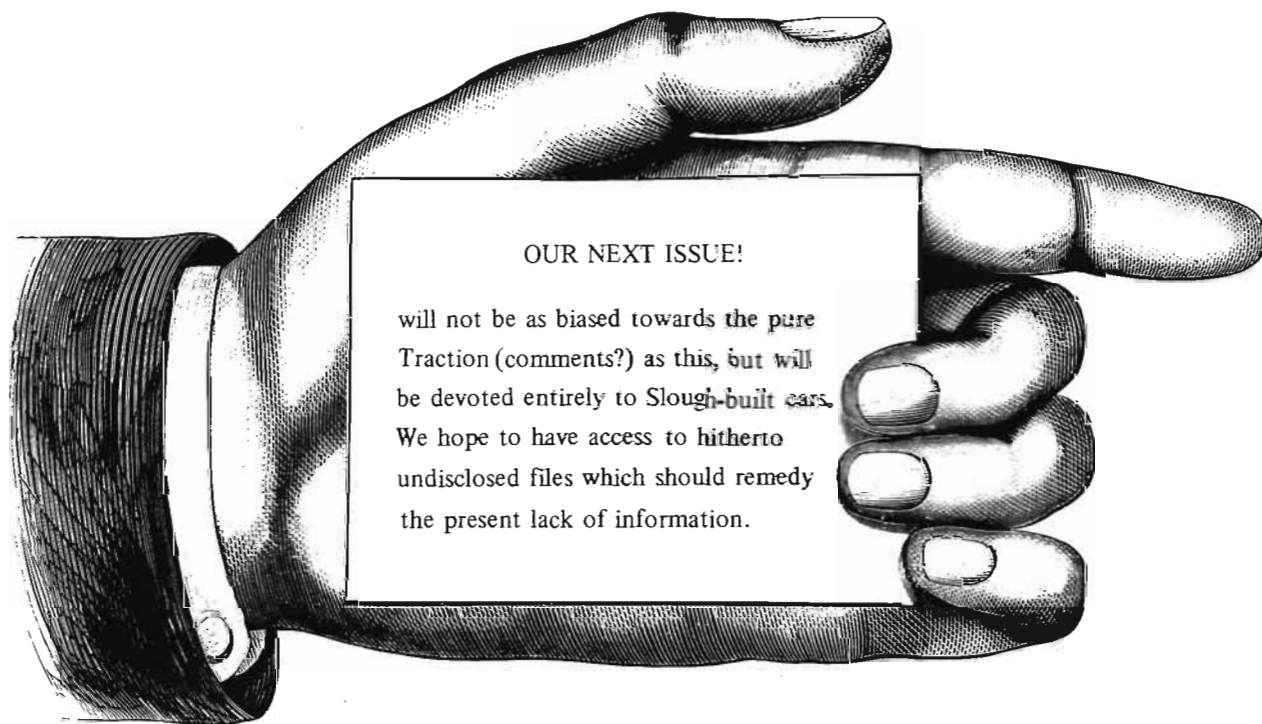 OUR NEXT ISSUE!
will not be as biased towards the pure
Traction (comments?) as this, but will
be devoted entirely to Slough-built cars.
We hope to have access to hitherto
undisclosed files which should remedy
the present lack of information.